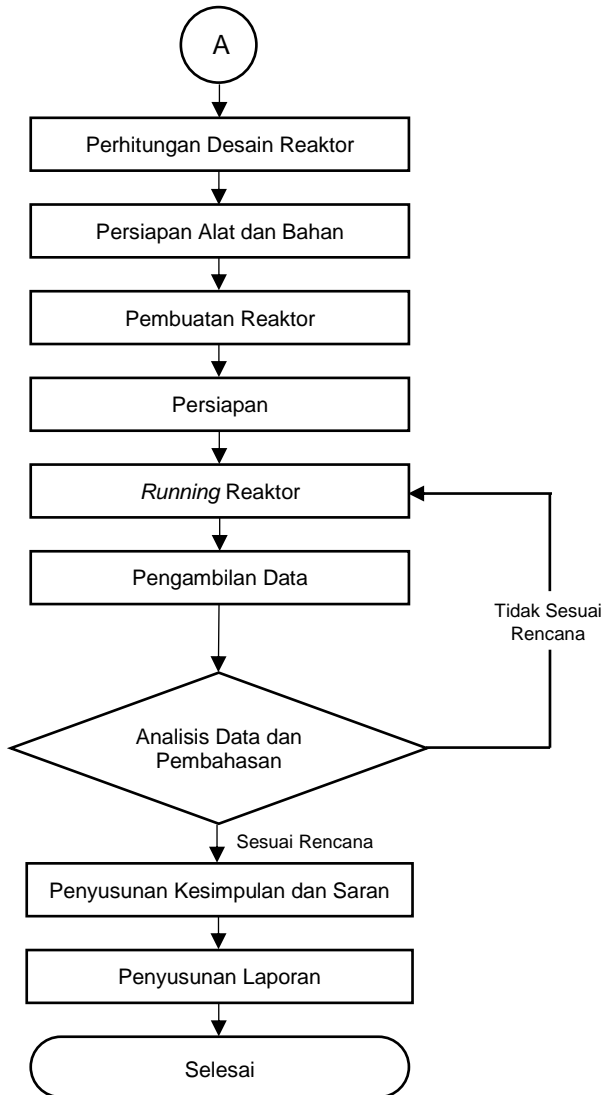 A
Perhitungan Desain Reaktor
Persiapan Alat dan Bahan
Pembuatan Reaktor
Persiapan
Running Reaktor
Pengambilan Data
Tidak Sesuai
Rencana
Analisis Data dan
Pembahasan
Sesuai Rencana
Penyusunan Kesimpulan dan Saran
Penyusunan Laporan
Selesai